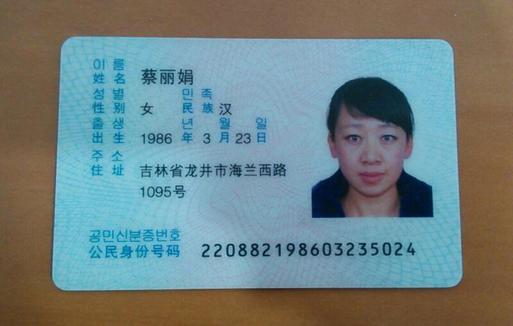 이름
姓名 蔡丽娟
성별 민족
性别 女 民族 汉
출생 년 월 일
出生 1986 年 3 月 23 日
주소
住址 吉林省龙井市海兰西路
1095号
공민신분증번호
公民身份号码 220882198603235024